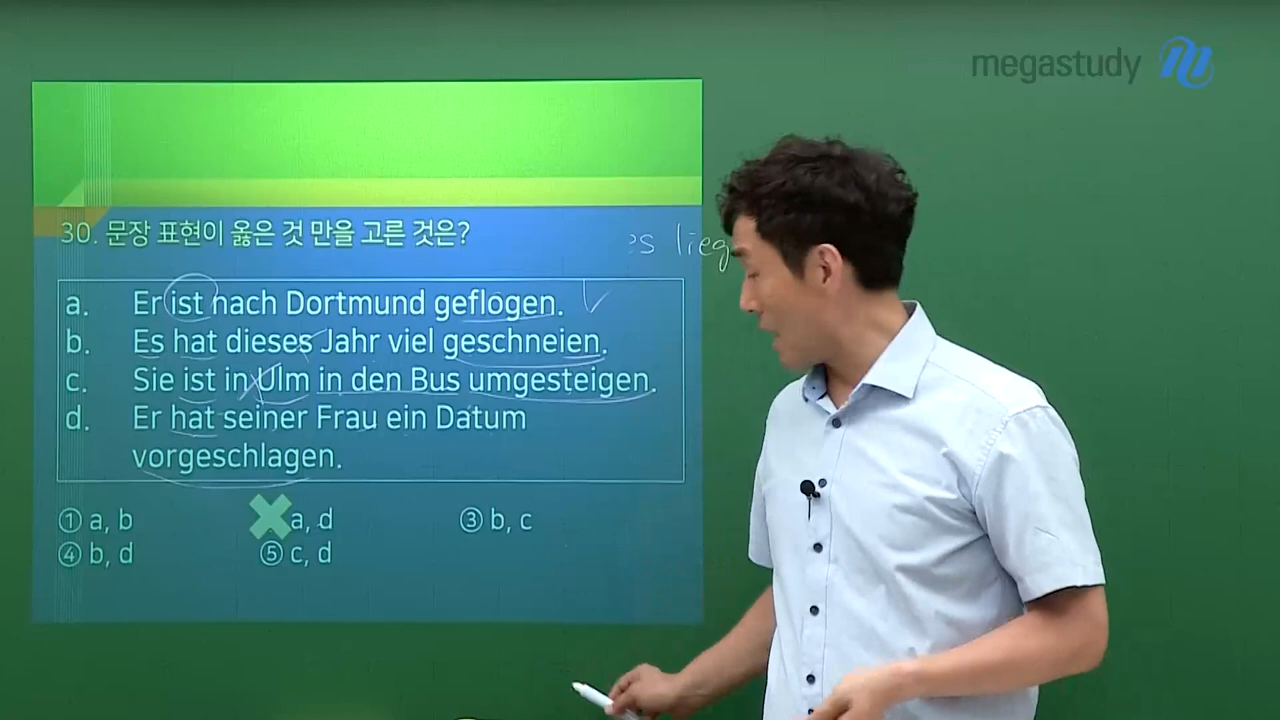 megastudy
30. 문장 표현이 옳은 것 만을 고른 것은?
es lieg
a. Er ist nach Dortmund geflogen.
b. Es hat dieses Jahr viel geschneien.
c. Sie ist in Ulm in den Bus umgesteigen.
d. Er hat seiner Frau ein Datum
vorgeschlagen.
① a, b a, d ③ b, c
④ b, d ⑤ c, d